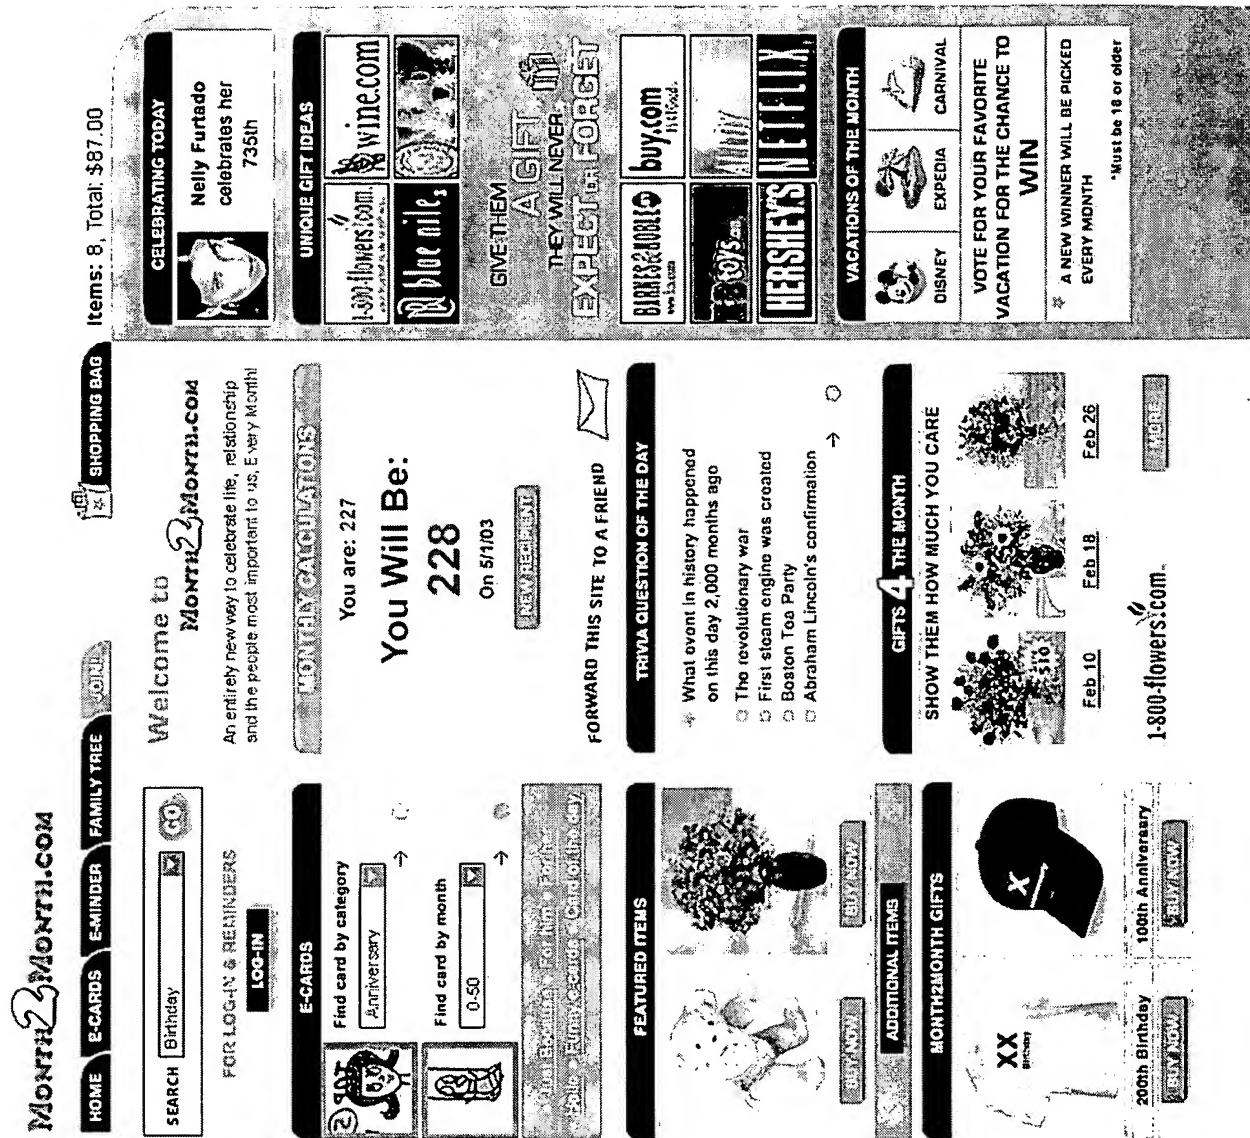 MONTH2MONTH.COM
HOME
E-CARDS
E-MINDER
FAMILY TREE
JOIN!
SHOPPING BAG
Items: 8, Total: $87.00
SEARCH
Birthday
GO
FOR LOG-IN & REMINDERS
LOG-IN
E-CARDS
Find card by category
Anniversary
Find card by month
0-50
FEATURED ITEMS
BUY NOW
BUY NOW
ADDITIONAL ITEMS
MONTH2MONTH GIFTS
XX
BIRTHDAY
X
200th Birthday
100th Anniversary
BUY NOW
BUY NOW
Welcome to
MONTH2MONTH.COM
An entirely new way to celebrate life, relationship
and the people most important to us, Every Month!
MONTHLY CALCULATIONS
You are: 227
You Will Be:
228
On 5/1/03
NEW RECIPIENT
FORWARD THIS SITE TO A FRIEND
TRIVIA QUESTION OF THE DAY
What event in history happened
on this day 2,000 months ago
The revolutionary war
First steam engine was created
Boston Tea Party
Abraham Lincoln's confirmation
GIFTS 4 THE MONTH
SHOW THEM HOW MUCH YOU CARE
Feb 10
Feb 18
Feb 26
1-800-flowers.com
MORE
CELEBRATING TODAY
Nelly Furtado
celebrates her
735th
UNIQUE GIFT IDEAS
1-800-flowers.com
wine.com
blue nile
GIVE THEM
A GIFT
THEY WILL NEVER
EXPECT OR FORGET
BARNES&NOBLE
www.bn.com
buy.com
KB toys.com
HERSHEY'S
NETFLIX
VACATIONS OF THE MONTH
DISNEY
EXPEDIA
CARNIVAL
VOTE FOR YOUR FAVORITE
VACATION FOR THE CHANCE TO
WIN
A NEW WINNER WILL BE PICKED
EVERY MONTH
*Must be 18 or older